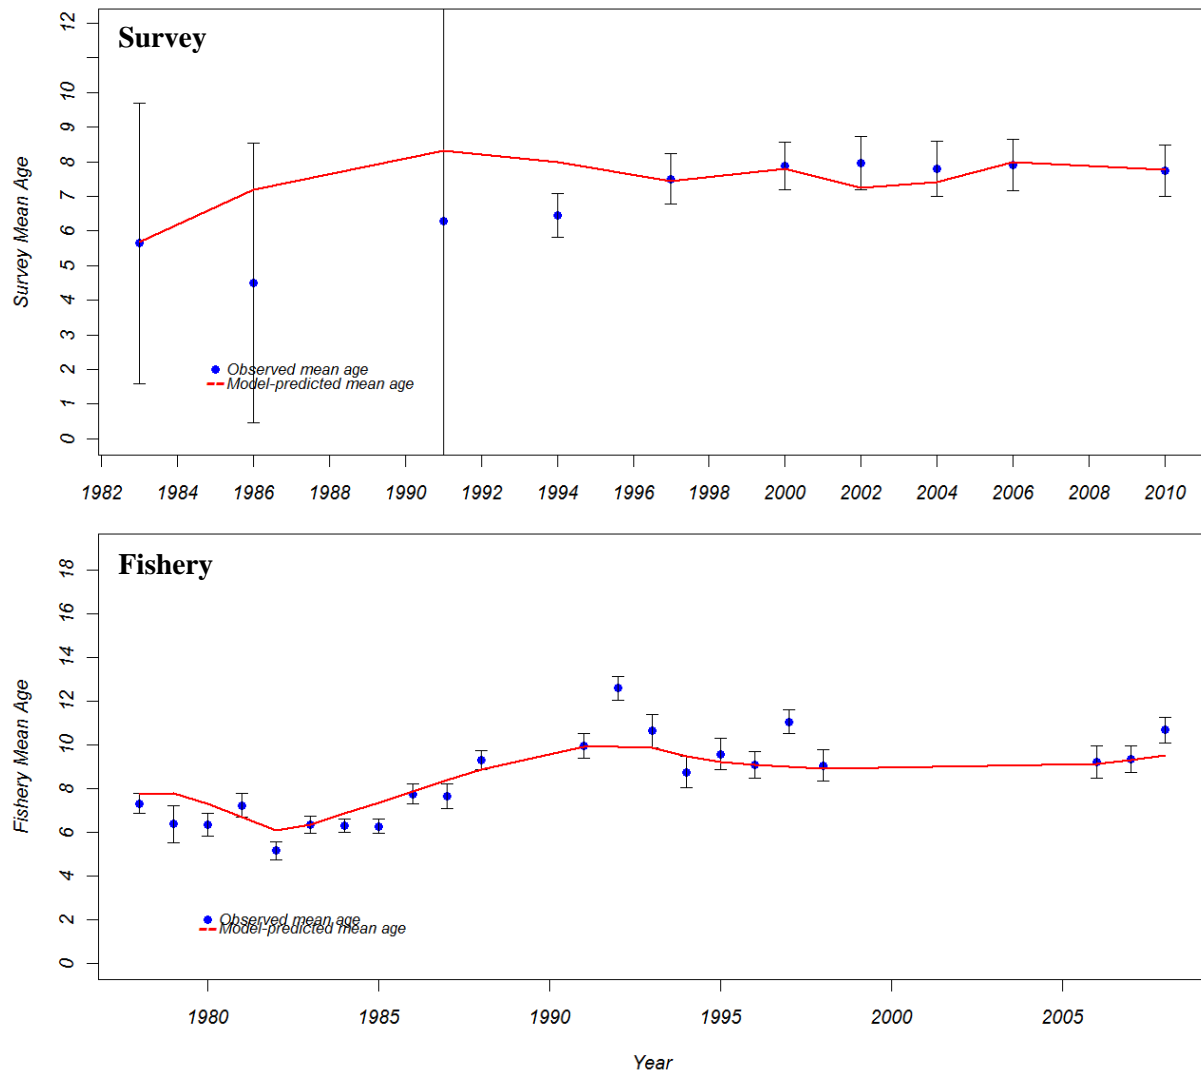 Survey
Survey Mean Age
12
10
9
8
7
6
5
4
3
2
1
0
Observed mean age
Model-predicted mean age
1982 1984 1986 1988 1990 1992 1994 1996 1998 2000 2002 2004 2006 2008 2010
Fishery
Fishery Mean Age
18
16
14
12
10
8
6
4
2
0
Observed mean age
Model-predicted mean age
1980 1985 1990 1995 2000 2005
Year